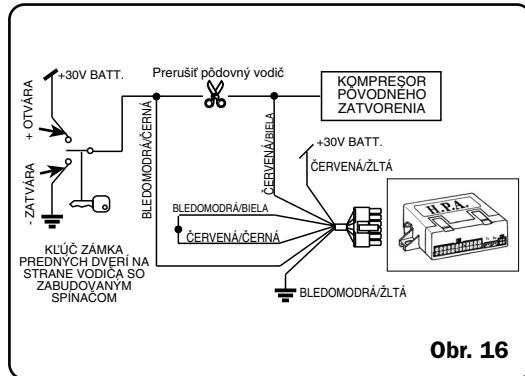 +30V BATT.
Prerušiť pôdovný vodič
KOMPRESOR
PÔVODNÉHO
ZATVORENIA
+ OTVÁRA
- ZATVÁRA
BLEDOMODRÁ/ČERNÁ
ČERVENÁ/BIELA
+30V BATT.
ČERVENÁ/ŽLTÁ
BLEDOMODRÁ/BIELA
ČERVENÁ/ČERNÁ
H.P.A.
KĽÚČ ZÁMKA
PREDNÝCH DVERÍ NA
STRANE VODIČA SO
ZABUDOVANÝM
SPÍNAČOM
BLEDOMODRÁ/ŽLTÁ
Obr. 16